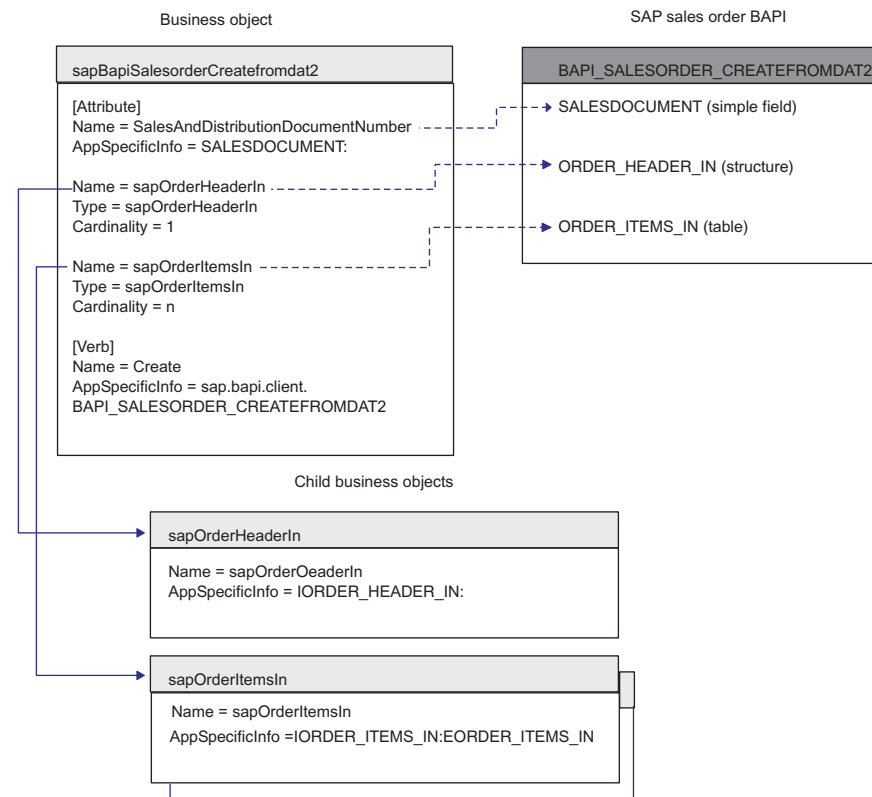 Business object
SAP sales order BAPI
sapBapiSalesorderCreatefromdat2
[Attribute]
Name = SalesAndDistributionDocumentNumber
AppSpecificInfo = SALESDOCUMENT:
Name = sapOrderHeaderIn
Type = sapOrderHeaderIn
Cardinality = 1
Name = sapOrderItemsIn
Type = sapOrderItemsIn
Cardinality = n
[Verb]
Name = Create
AppSpecificInfo = sap.bapi.client.
BAPI_SALESORDER_CREATEFROMDAT2
BAPI_SALESORDER_CREATEFROMDAT2
SALESDOCUMENT (simple field)
ORDER_HEADER_IN (structure)
ORDER_ITEMS_IN (table)
Child business objects
sapOrderHeaderIn
Name = sapOrderOeaderIn
AppSpecificInfo = IORDER_HEADER_IN:
sapOrderItemsIn
Name = sapOrderItemsIn
AppSpecificInfo =IORDER_ITEMS_IN:EORDER_ITEMS_IN